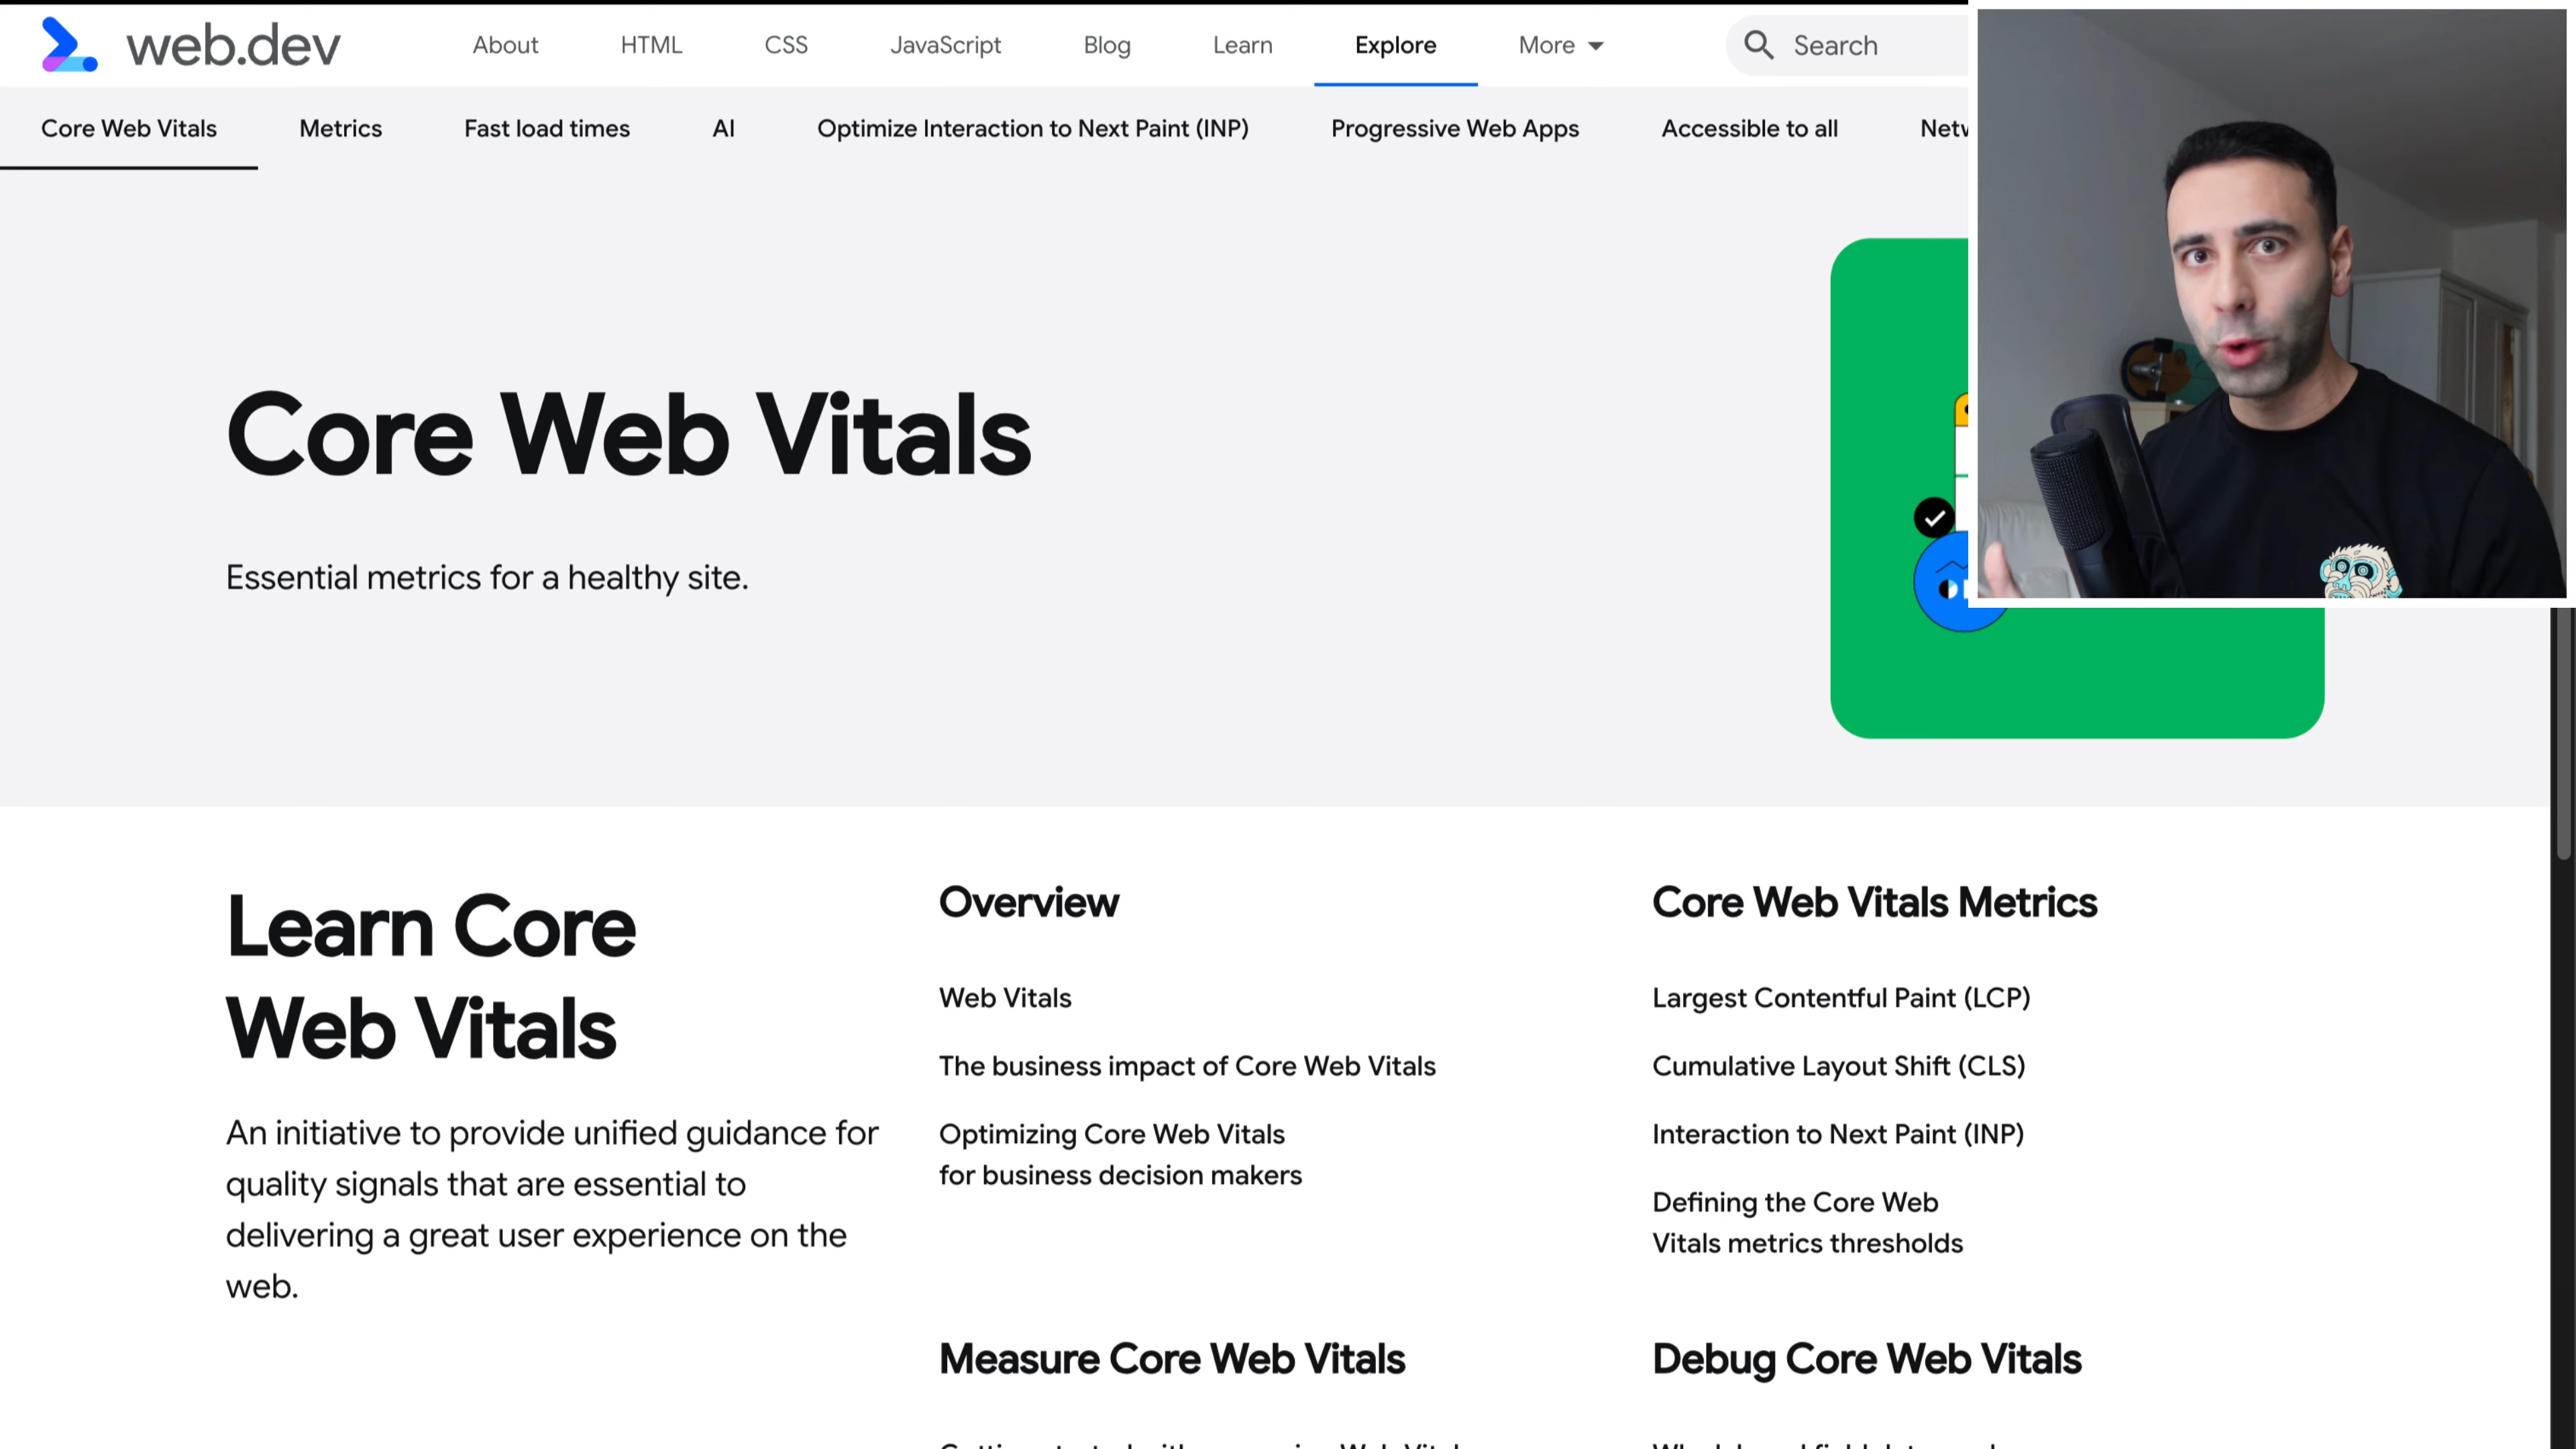 web.dev
About
HTML
CSS
JavaScript
Blog
Learn
Explore
More
Search
Core Web Vitals
Metrics
Fast load times
AI
Optimize Interaction to Next Paint (INP)
Progressive Web Apps
Accessible to all
Core Web Vitals
Essential metrics for a healthy site.
Learn Core
Web Vitals
An initiative to provide unified guidance for
quality signals that are essential to
delivering a great user experience on the
web.
Overview
Web Vitals
The business impact of Core Web Vitals
Optimizing Core Web Vitals
for business decision makers
Core Web Vitals Metrics
Largest Contentful Paint (LCP)
Cumulative Layout Shift (CLS)
Interaction to Next Paint (INP)
Defining the Core Web
Vitals metrics thresholds
Measure Core Web Vitals
Debug Core Web Vitals